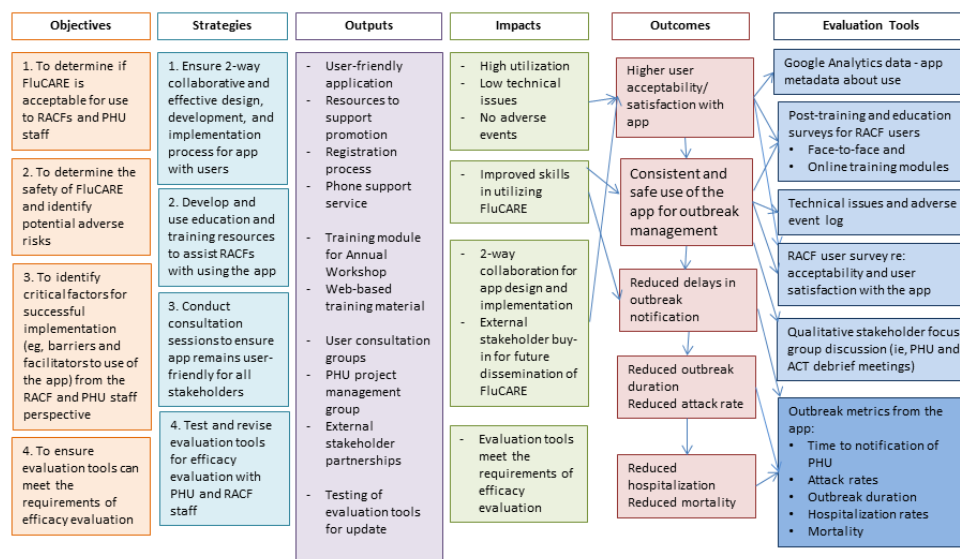 Objectives
1. To determine if
FluCARE is
acceptable for use
to RACFs and PHU
staff
2. To determine the
safety of FluCARE
and identify
potential adverse
risks
3. To identify
critical factors for
successful
implementation
(eg, barriers and
facilitators to use of
the app) from the
RACF and PHU staff
perspective
4. To ensure
evaluation tools can
meet the
requirements of
efficacy evaluation
Strategies
1. Ensure 2-way
collaborative and
effective design,
development, and
implementation
process for app
with users
2. Develop and
use education and
training resources
to assist RACFs
with using the app
3. Conduct
consultation
sessions to ensure
app remains user-
friendly for all
stakeholders
4. Test and revise
evaluation tools
for efficacy
evaluation with
PHU and RACF
staff
Outputs
- User-friendly
application
- Resources to
support
promotion
- Registration
process
- Phone support
service
- Training module
for Annual
Workshop
- Web-based
training material
- User consultation
groups
- PHU project
management
group
- External
stakeholder
partnerships
- Testing of
evaluation tools
for update
Impacts
- High utilization
- Low technical
issues
- No adverse
events
- Improved skills
in utilizing
FluCARE
- 2-way
collaboration for
app design and
implementation
- External
stakeholder buy-
in for future
dissemination of
FluCARE
- Evaluation tools
meet the
requirements of
efficacy
evaluation
Outcomes
Higher user
acceptability/
satisfaction with
app
Consistent and
safe use of the
app for outbreak
management
Reduced delays in
outbreak
notification
Reduced outbreak
duration
Reduced attack rate
Reduced
hospitalization
Reduced mortality
Evaluation Tools
Google Analytics data - app
metadata about use
Post-training and education
surveys for RACF users
• Face-to-face and
• Online training modules
Technical issues and adverse
event log
RACF user survey re:
acceptability and user
satisfaction with the app
Qualitative stakeholder focus
group discussion (ie, PHU and
ACT debrief meetings)
Outbreak metrics from the
app:
• Time to notification of
PHU
• Attack rates
• Outbreak duration
• Hospitalization rates
• Mortality